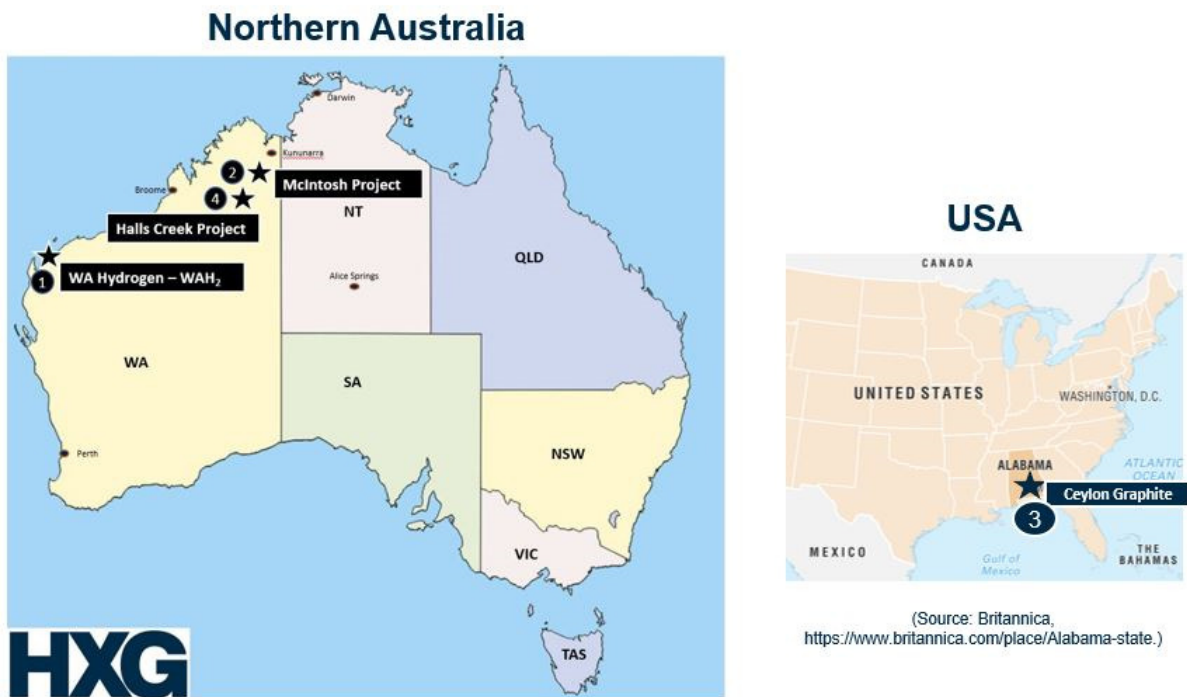 Northern Australia
Darwin
Kununarra
2
McIntosh Project
Broome
4
NT
Halls Creek Project
QLD
1
WA Hydrogen – WAH₂
Alice Springs
WA
SA
Perth
NSW
VIC
TAS
HXG
USA
CANADA
UNITED STATES
WASHINGTON, D.C.
ALABAMA
ATLANTIC
OCEAN
Ceylon Graphite
3
MEXICO
Gulf of
Mexico
THE
BAHAMAS
(Source: Britannica,
https://www.britannica.com/place/Alabama-state.)